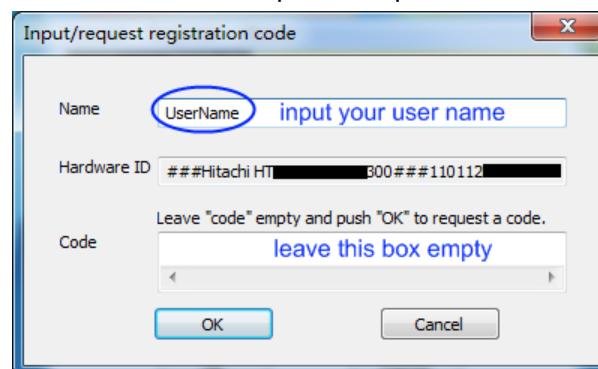 Input/request registration code
Name UserName input your user name
Hardware ID ###Hitachi HT 300###110112
Leave "code" empty and push "OK" to request a code.
Code leave this box empty
OK Cancel